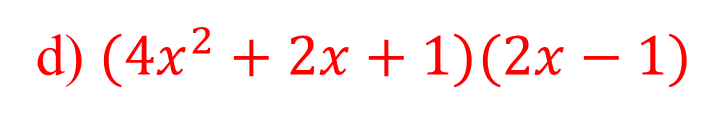 d) (4x² + 2x + 1)(2x − 1)